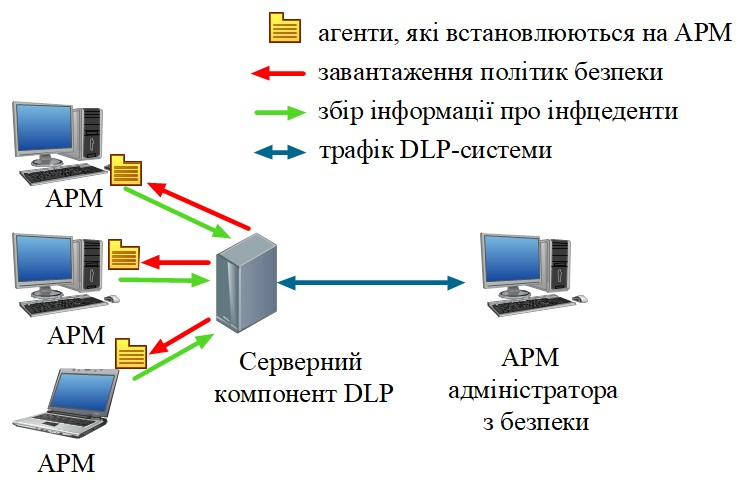 агенти, які встановлюються на АРМ
завантаження політик безпеки
збір інформації про інфцеденти
трафік DLP-системи
АРМ
АРМ
АРМ
Серверний
компонент DLP
АРМ
адміністратора
з безпеки